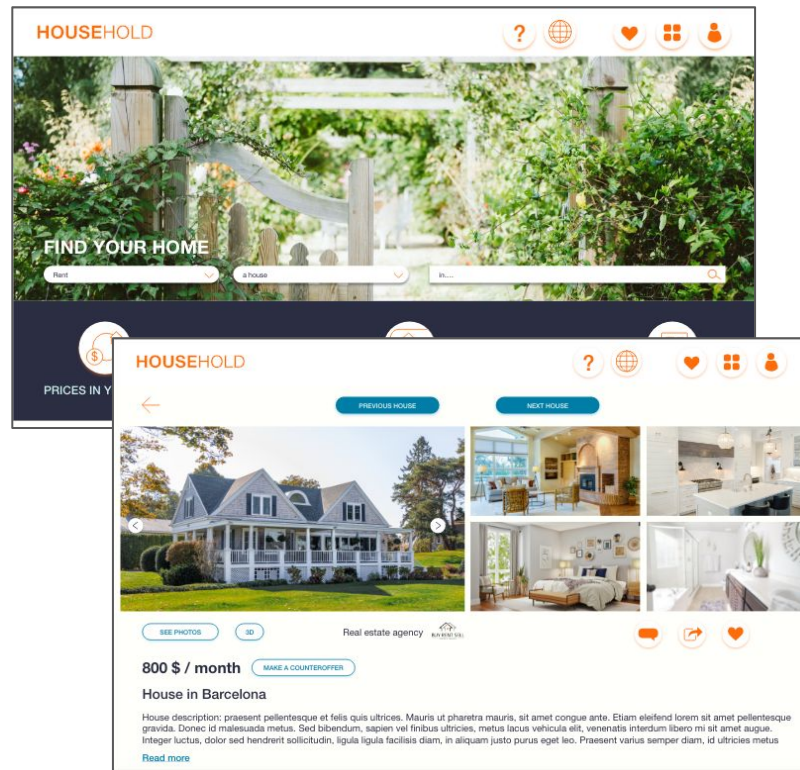 HOUSEHOLD
?
FIND YOUR HOME
Rent
a house
in.....
$
PRICES IN Y
HOUSEHOLD
?
PREVIOUS HOUSE
NEXT HOUSE
SEE PHOTOS
3D
Real estate agency
800 $ / month
MAKE A COUNTEROFFER
House in Barcelona
House description: praesent pellentesque et felis quis ultrices. Mauris ut pharetra mauris, sit amet congue ante. Etiam eleifend lorem sit amet pellentesque
gravida. Donec id malesuada metus. Sed bibendum, sapien vel finibus ultricies, metus lacus vehicula elit, venenatis interdum libero mi sit amet augue.
Integer luctus, dolor sed hendrerit sollicitudin, ligula ligula facilisis diam, in aliquam justo purus eget leo. Praesent varius semper diam, id ultricies metus
Read more